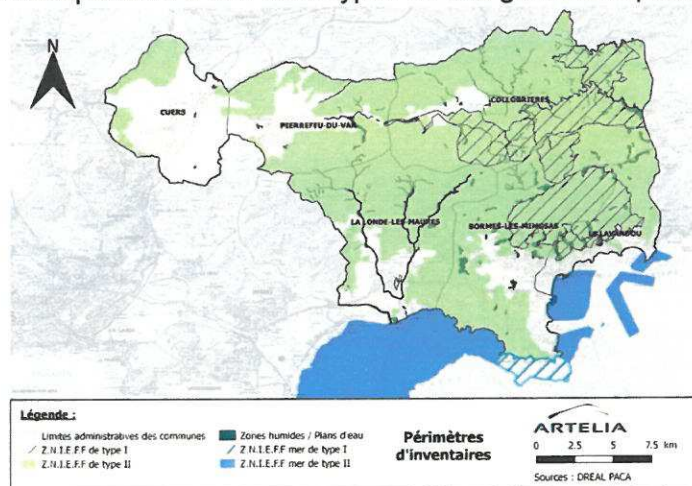 N
CUERS
PIERREFEU-DU-VAR
COLLOBRIERES
LA LONDE-LES-MAURES
BORMES-LES-MIMOSAS
LE LAVANDOU
Légende :
Limites administratives des communes
Z.N.I.E.F.F de type I
Z.N.I.E.F.F de type II
Zones humides / Plans d'eau
Z.N.I.E.F.F mer de type I
Z.N.I.E.F.F mer de type II
Périmètres
d'inventaires
ARTELIA
0 2.5 5 7.5 km
Sources : DREAL PACA